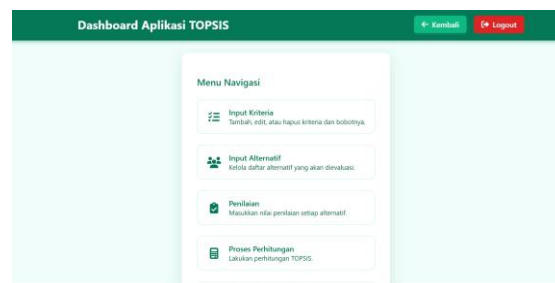 Dashboard Aplikasi TOPSIS
← Kembali
Logout
Menu Navigasi
Input Kriteria
Tambah, edit, atau hapus kriteria dan bobotnya.
Input Alternatif
Kelola daftar alternatif yang akan dievaluasi.
Penilaian
Masukkan nilai penilaian setiap alternatif.
Proses Perhitungan
Lakukan perhitungan TOPSIS.